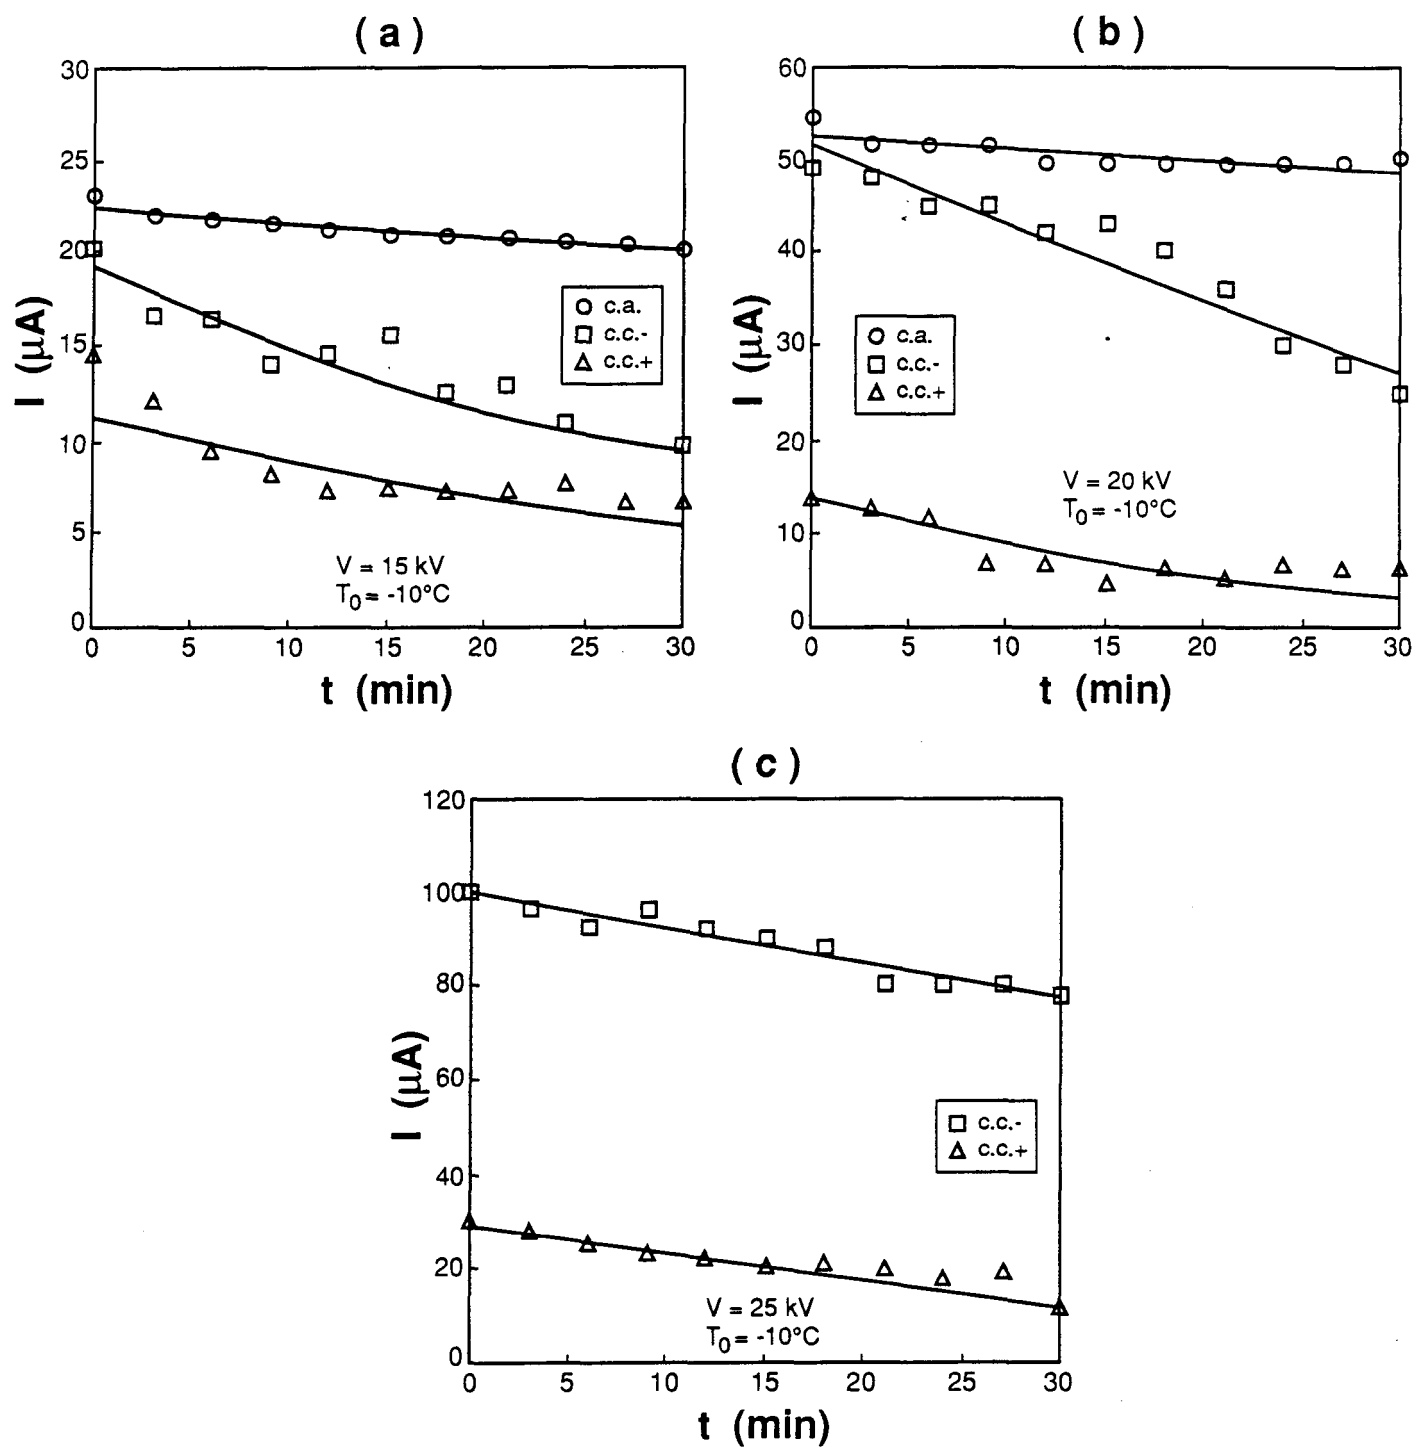 ( a )
30
25
20
15
10
5
0
I (μA)
c.a.
c.c.-
c.c.+
V = 15 kV
T0 = -10°C
0 5 10 15 20 25 30
t (min)
( b )
60
50
40
30
20
10
0
I (μA)
c.a.
c.c.-
c.c.+
V = 20 kV
T0 = -10°C
0 5 10 15 20 25 30
t (min)
( c )
120
100
80
60
40
20
0
I (μA)
c.c.-
c.c.+
V = 25 kV
T0 = -10°C
0 5 10 15 20 25 30
t (min)